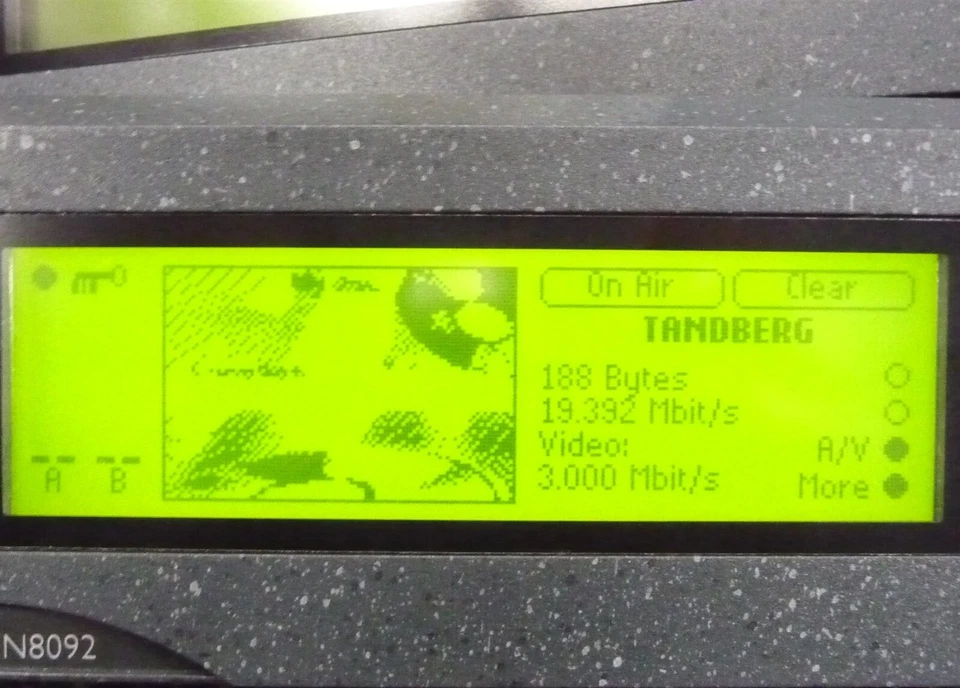 On Air
Clear
TANDBERG
188 Bytes
19.392 Mbit/s
Video:
A/V
3.000 Mbit/s
More
A
B
N8092